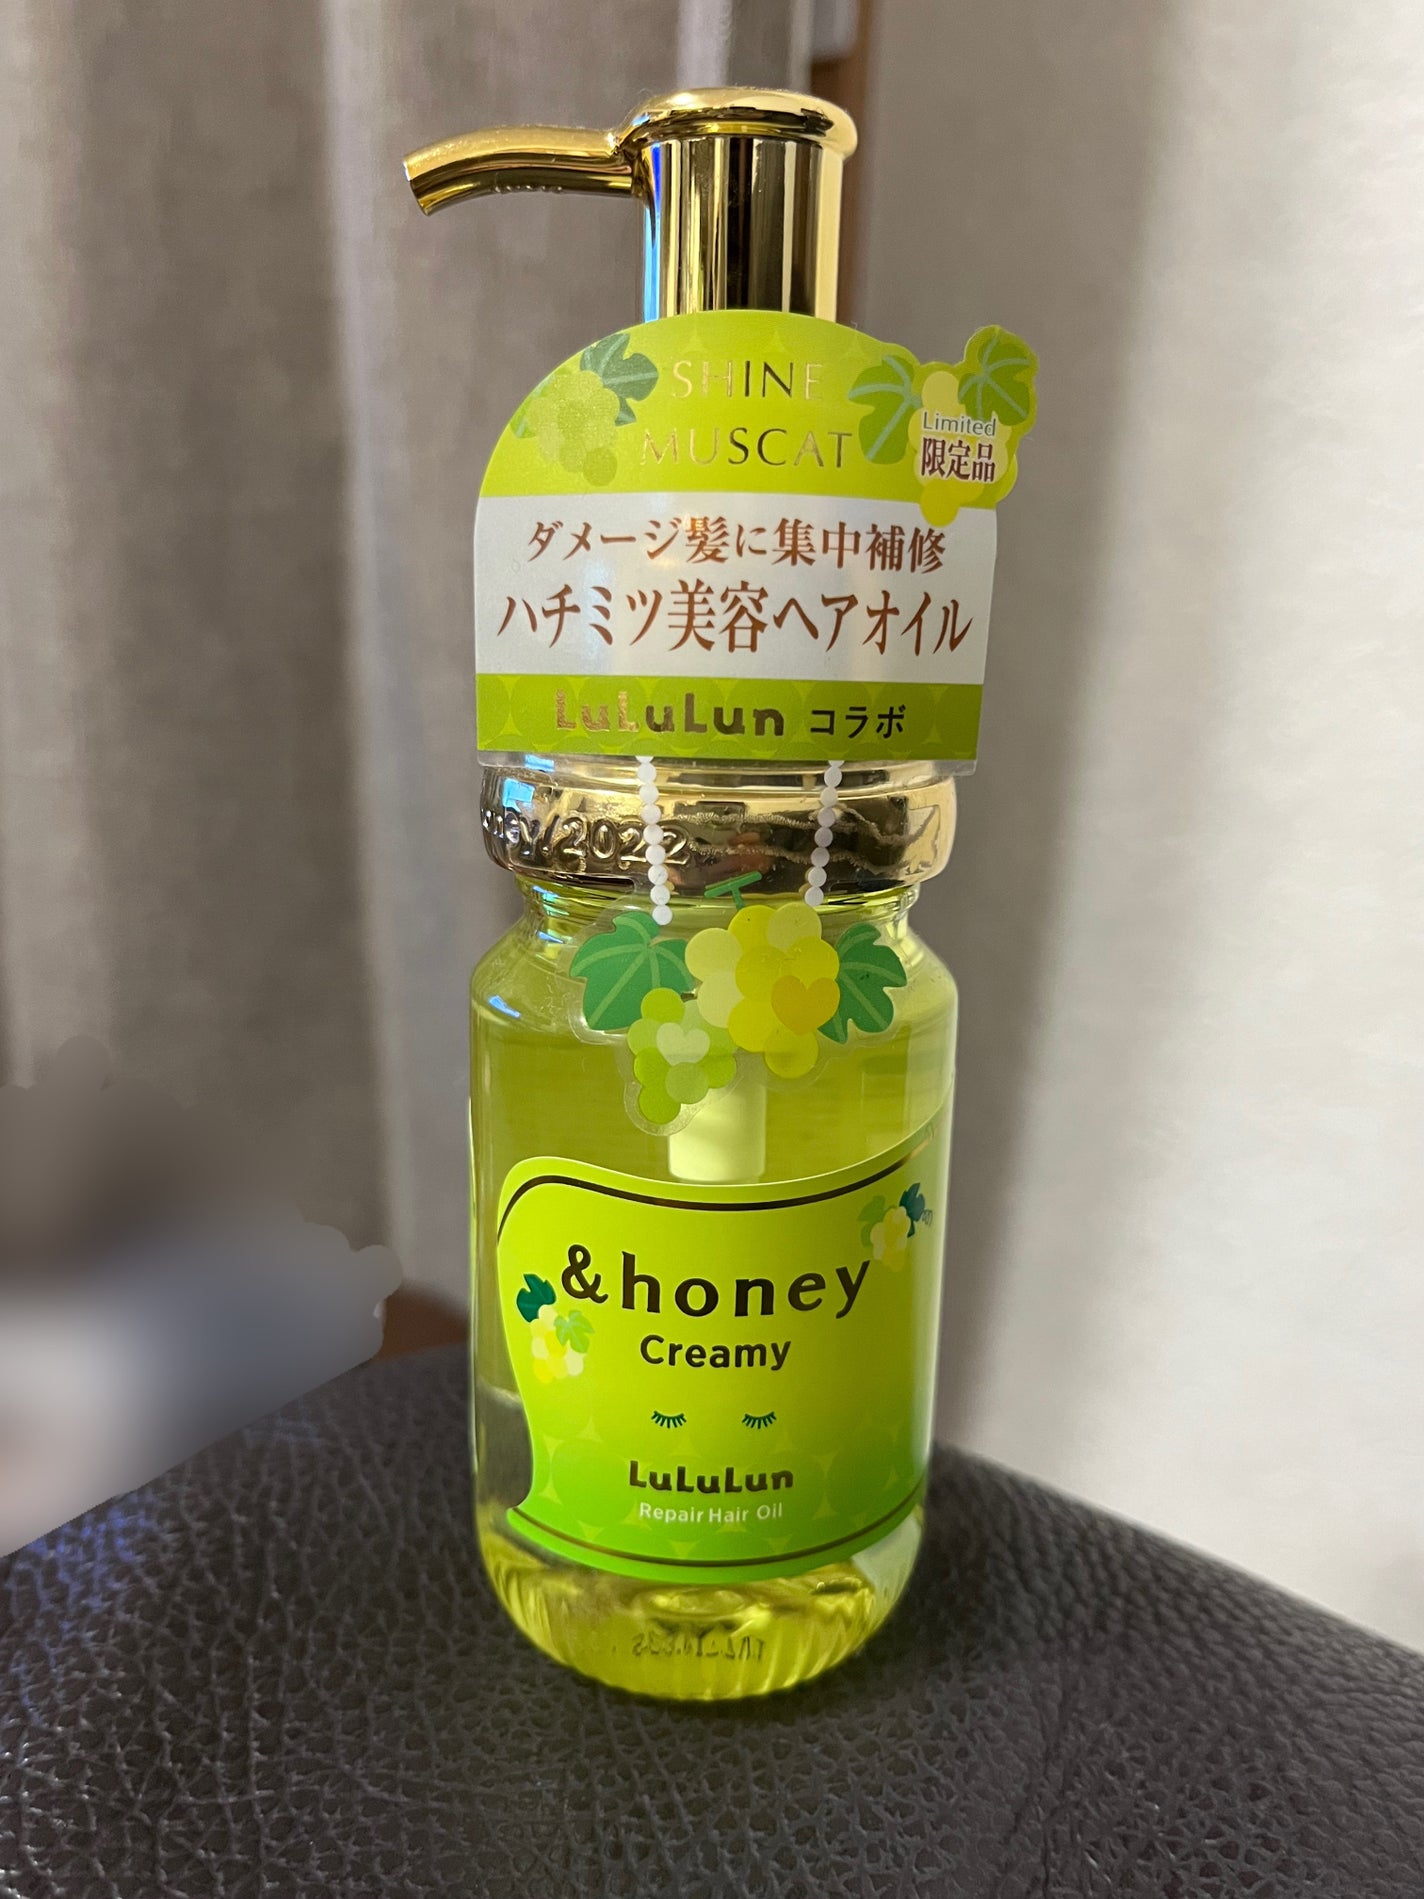 SHINE
MUSCAT
Limited
限定品
ダメージ髪に集中補修
ハチミツ美容ヘアオイル
LuLuLun コラボ
/2022
&honey
Creamy
LuLuLun
Repair Hair Oil